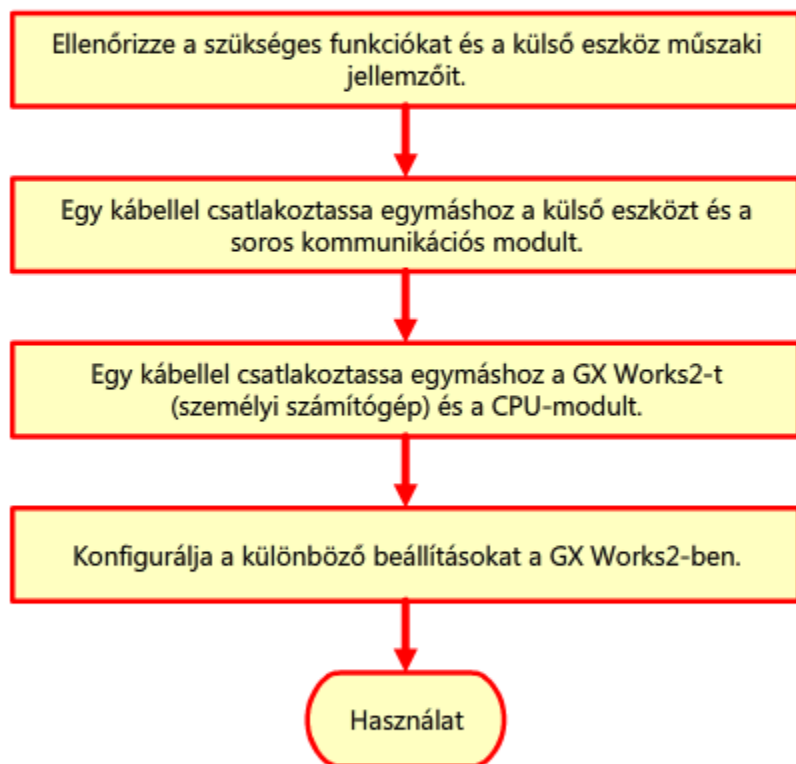 Ellenőrizze a szükséges funkciókat és a külső eszköz műszaki
jellemzőit.
Egy kábellel csatlakoztassa egymáshoz a külső eszközt és a
soros kommunikációs modult.
Egy kábellel csatlakoztassa egymáshoz a GX Works2-t
(személyi számítógép) és a CPU-modult.
Konfigurálja a különböző beállításokat a GX Works2-ben.
Használat